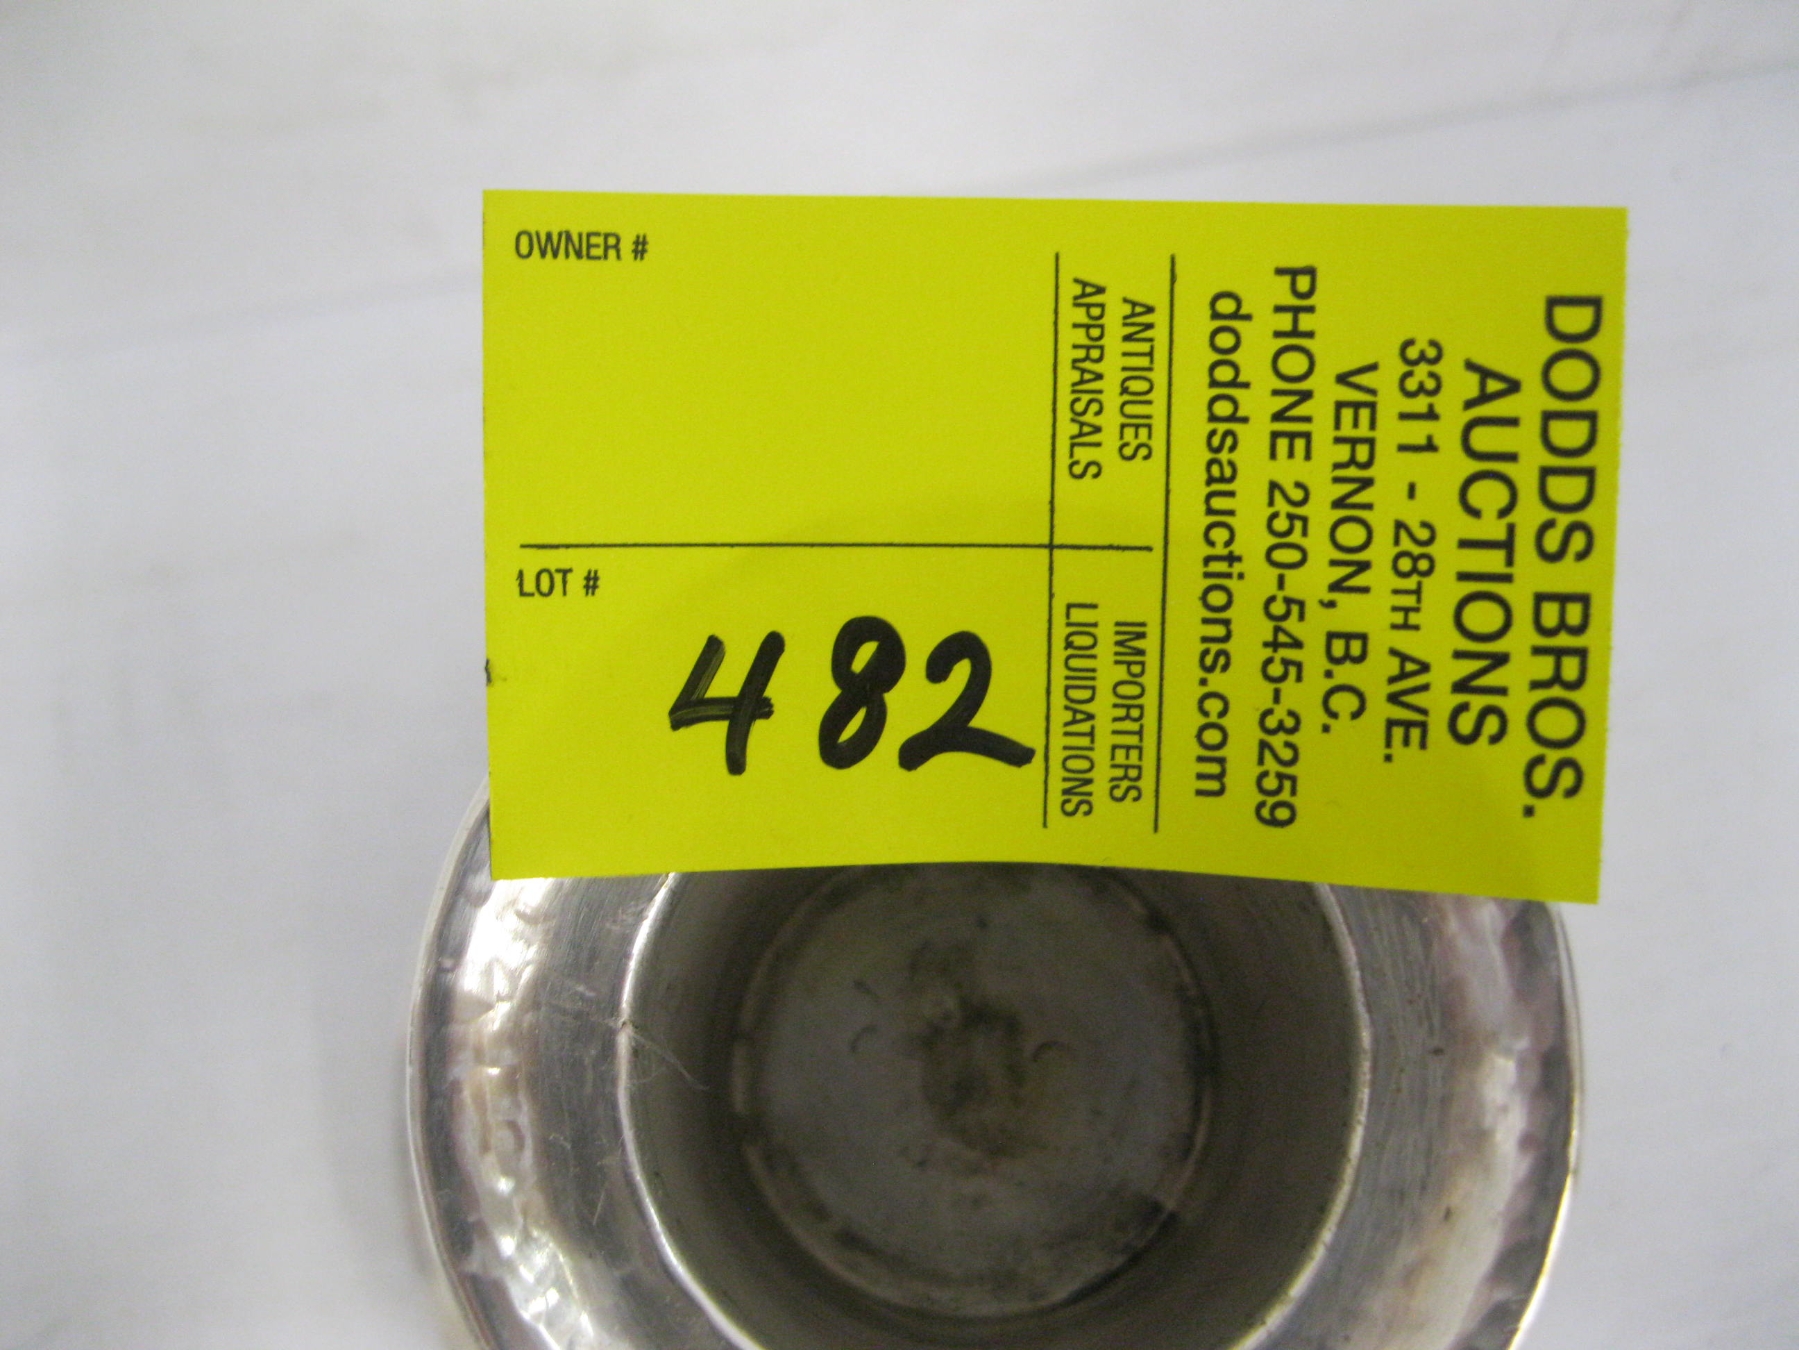 DODDS BROS.
AUCTIONS
3311 - 28TH AVE.
VERNON, B.C.
PHONE 250-545-3259
doddsauctions.com
ANTIQUES
APPRAISALS
IMPORTERS
LIQUIDATIONS
OWNER #
LOT #
482